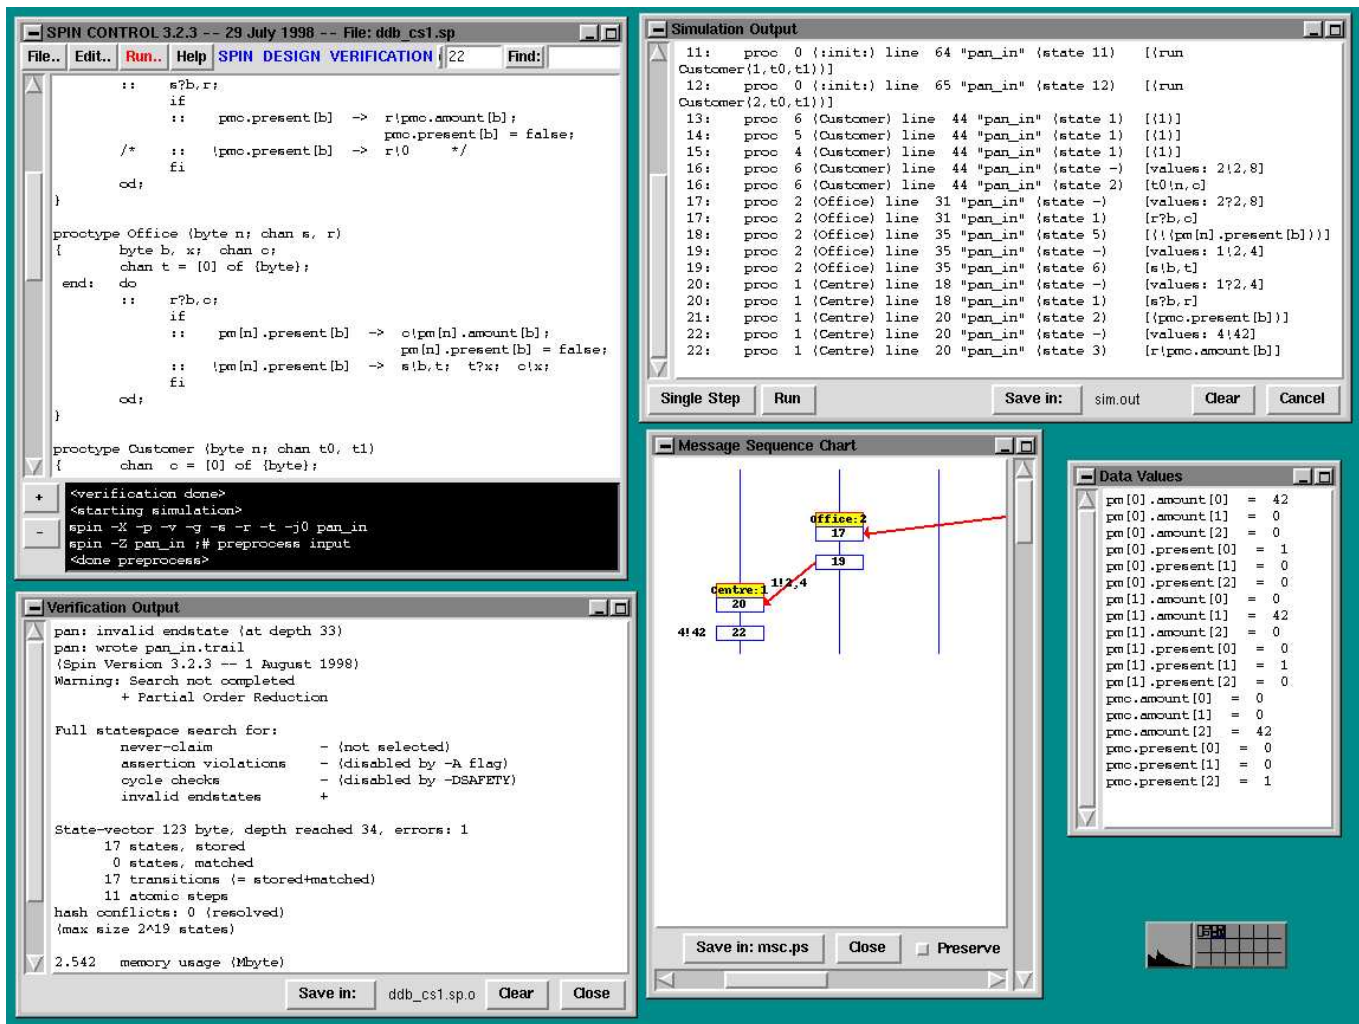 SPIN CONTROL 3.2.3 -- 29 July 1998 -- File: ddb_cs1.sp
File.. Edit.. Run.. Help SPIN DESIGN VERIFICATION 22 Find:
:: s?b,r;
if
:: pmc.present[b] -> r!pmc.amount[b];
pmc.present[b] = false;
/* :: !pmc.present[b] -> r!0 */
fi
od;
}
proctype Office (byte n; chan s, r)
{ byte b, x; chan c;
chan t = [0] of {byte};
end: do
:: r?b,c;
if
:: pm[n].present[b] -> c!pm[n].amount[b];
pm[n].present[b] = false;
:: !pm[n].present[b] -> s!b,t; t?x; c!x;
fi
od;
}
proctype Customer (byte n; chan t0, t1)
{ chan c = [0] of {byte};
+
-
<verification done>
<starting simulation>
spin -X -p -v -g -s -r -t -j0 pan_in
spin -Z pan_in ;# preprocess input
<done preprocess>
Verification Output
pan: invalid endstate (at depth 33)
pan: wrote pan_in.trail
(Spin Version 3.2.3 -- 1 August 1998)
Warning: Search not completed
+ Partial Order Reduction
Full statespace search for:
never-claim - (not selected)
assertion violations - (disabled by -A flag)
cycle checks - (disabled by -DSAFETY)
invalid endstates +
State-vector 123 byte, depth reached 34, errors: 1
17 states, stored
0 states, matched
17 transitions (= stored+matched)
11 atomic steps
hash conflicts: 0 (resolved)
(max size 2^19 states)
2.542 memory usage (Mbyte)
Save in: ddb_cs1.sp.o Clear Close
Simulation Output
11: proc 0 (:init:) line 64 "pan_in" (state 11) [(run
Customer(1,t0,t1))]
12: proc 0 (:init:) line 65 "pan_in" (state 12) [(run
Customer(2,t0,t1))]
13: proc 6 (Customer) line 44 "pan_in" (state 1) [(1)]
14: proc 5 (Customer) line 44 "pan_in" (state 1) [(1)]
15: proc 4 (Customer) line 44 "pan_in" (state 1) [(1)]
16: proc 6 (Customer) line 44 "pan_in" (state -) [values: 2!2,8]
16: proc 6 (Customer) line 44 "pan_in" (state 2) [t0!n,c]
17: proc 2 (Office) line 31 "pan_in" (state -) [values: 2?2,8]
17: proc 2 (Office) line 31 "pan_in" (state 1) [r?b,c]
18: proc 2 (Office) line 35 "pan_in" (state 5) [(!(pm[n].present[b]))]
19: proc 2 (Office) line 35 "pan_in" (state -) [values: 1!2,4]
19: proc 2 (Office) line 35 "pan_in" (state 6) [s!b,t]
20: proc 1 (Centre) line 18 "pan_in" (state -) [values: 1?2,4]
20: proc 1 (Centre) line 18 "pan_in" (state 1) [s?b,r]
21: proc 1 (Centre) line 20 "pan_in" (state 2) [(pmc.present[b])]
22: proc 1 (Centre) line 20 "pan_in" (state -) [values: 4!42]
22: proc 1 (Centre) line 20 "pan_in" (state 3) [r!pmc.amount[b]]
Single Step Run Save in: sim.out Clear Cancel
Message Sequence Chart
Office:2
17
19
1!2,4
Centre:1
20
4!42 22
Save in: msc.ps Close Preserve
Data Values
pm[0].amount[0] = 42
pm[0].amount[1] = 0
pm[0].amount[2] = 0
pm[0].present[0] = 1
pm[0].present[1] = 0
pm[0].present[2] = 0
pm[1].amount[0] = 0
pm[1].amount[1] = 42
pm[1].amount[2] = 0
pm[1].present[0] = 0
pm[1].present[1] = 1
pm[1].present[2] = 0
pmc.amount[0] = 0
pmc.amount[1] = 0
pmc.amount[2] = 42
pmc.present[0] = 0
pmc.present[1] = 0
pmc.present[2] = 1